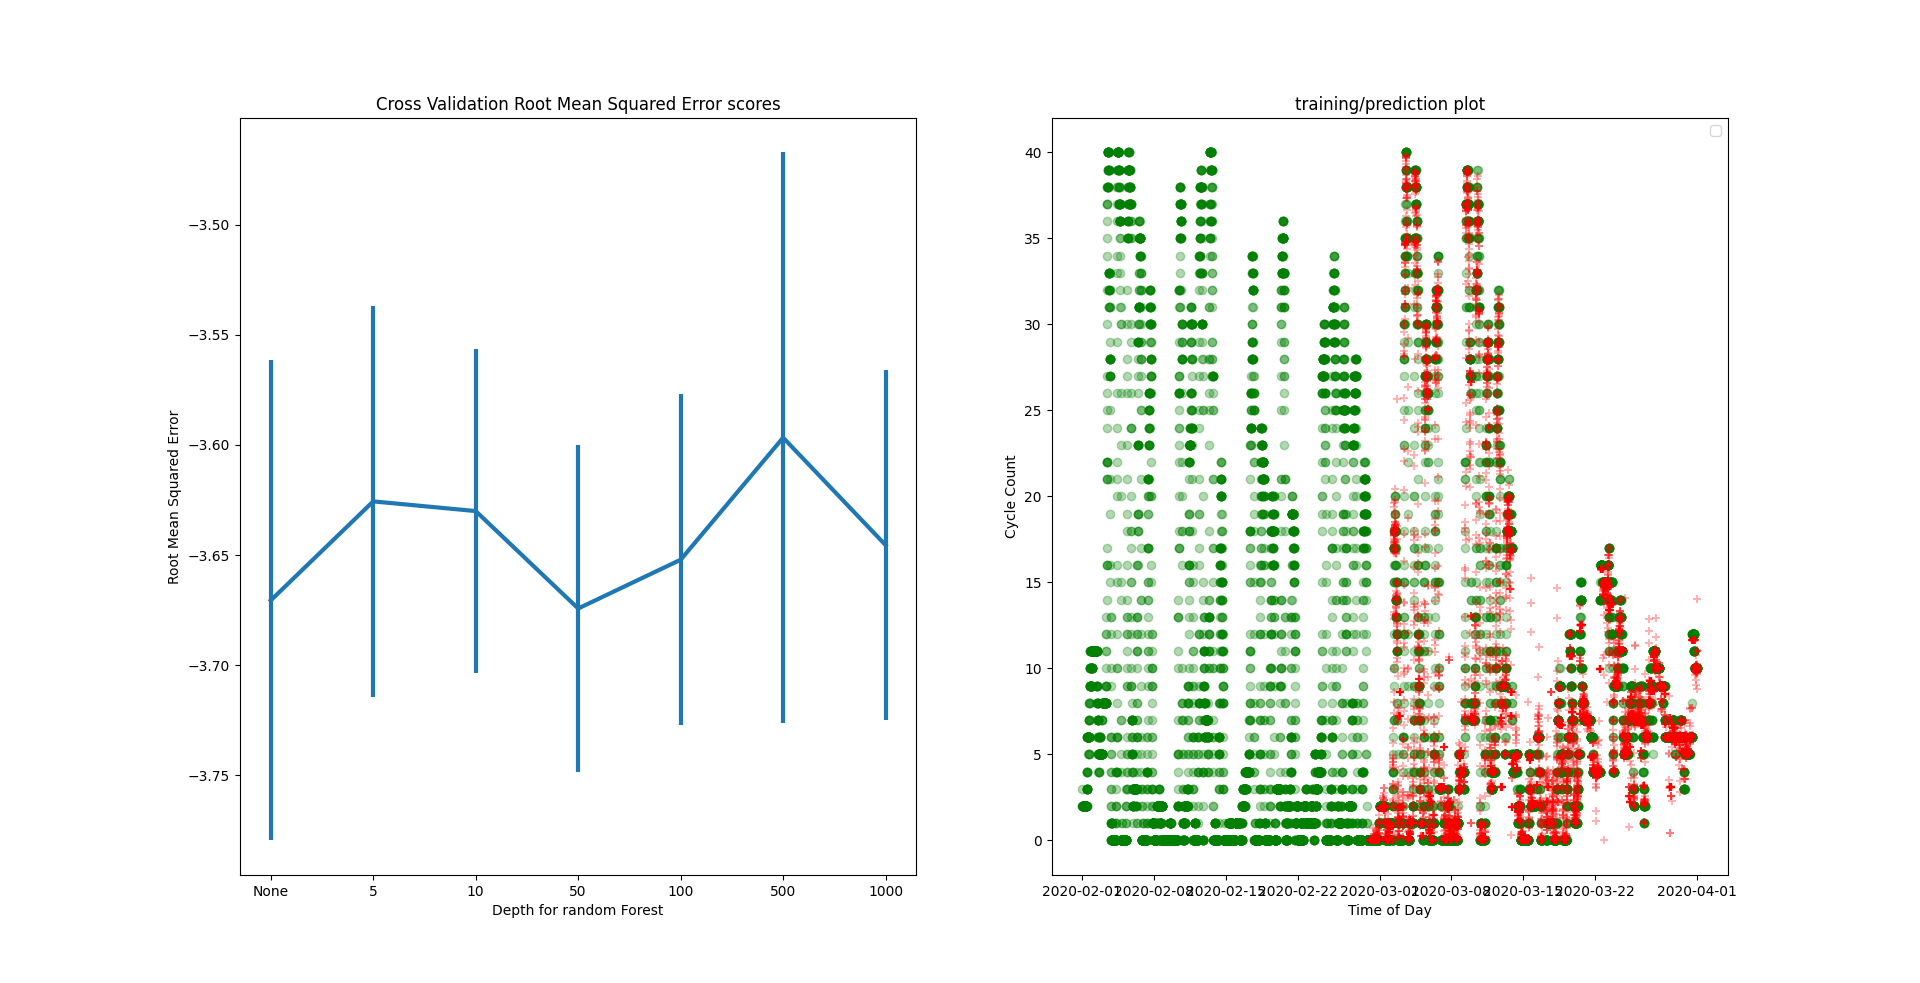 Cross Validation Root Mean Squared Error scores
Root Mean Squared Error
−3.50
−3.55
−3.60
−3.65
−3.70
−3.75
None 5 10 50 100 500 1000
Depth for random Forest
training/prediction plot
Cycle Count
40
35
30
25
20
15
10
5
0
2020-02-01 2020-02-08 2020-02-15 2020-02-22 2020-03-01 2020-03-08 2020-03-15 2020-03-22 2020-04-01
Time of Day